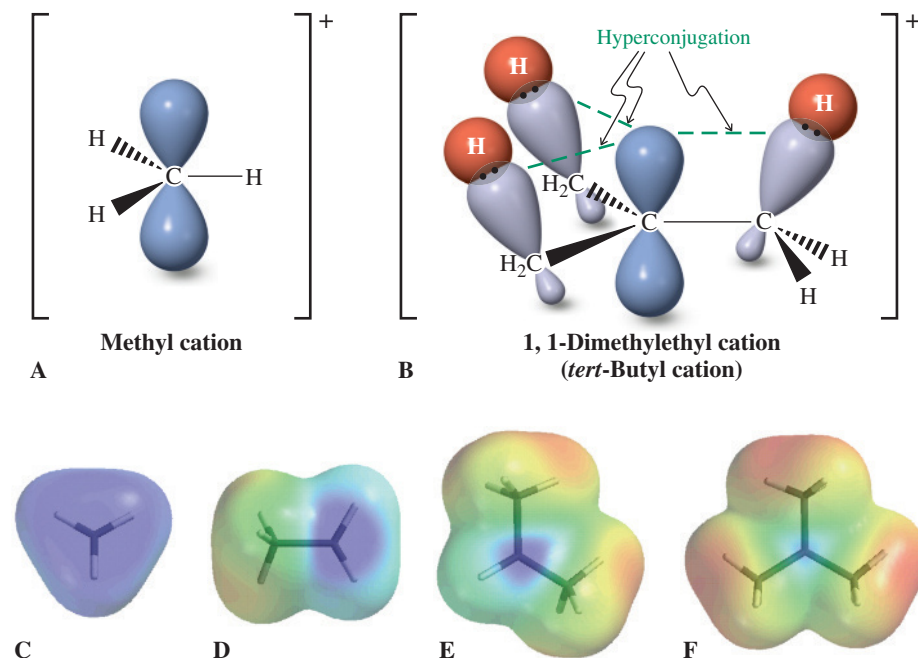 +
H
H
C
H
Methyl cation
A
+
Hyperconjugation
H
H
H
H₂C
H₂C
C
C
H
H
1, 1-Dimethylethyl cation
(tert-Butyl cation)
B
C
D
E
F